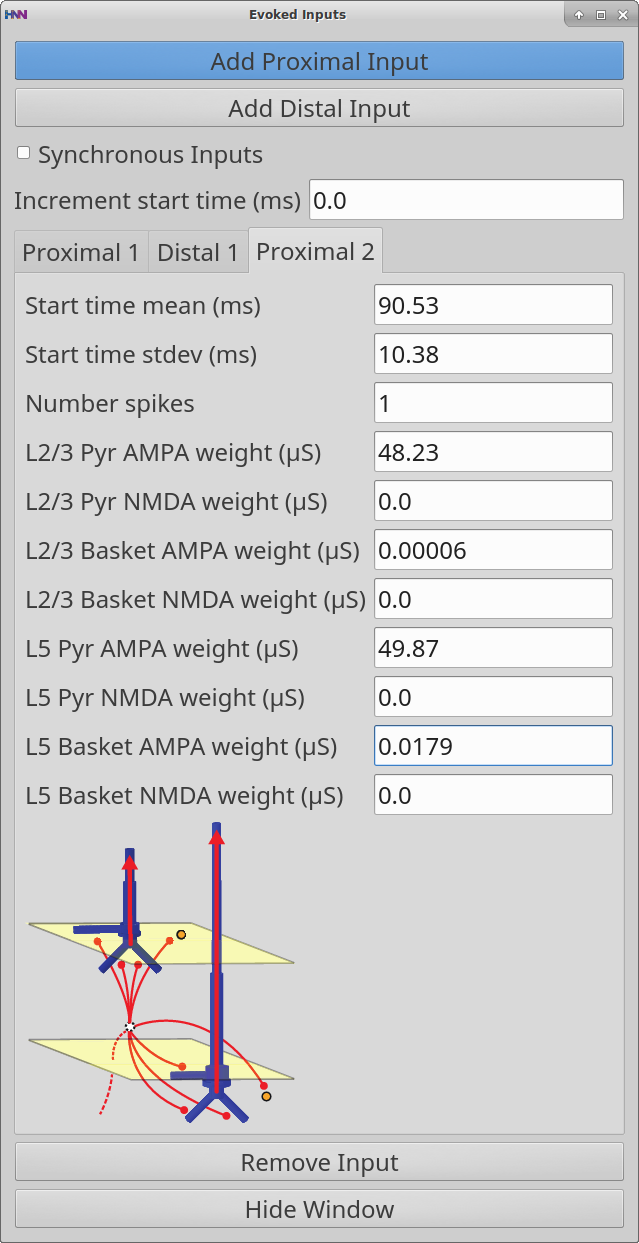 HNN Evoked Inputs
Add Proximal Input
Add Distal Input
Synchronous Inputs
Increment start time (ms) 0.0
Proximal 1 Distal 1 Proximal 2
Start time mean (ms) 90.53
Start time stdev (ms) 10.38
Number spikes 1
L2/3 Pyr AMPA weight (µS) 48.23
L2/3 Pyr NMDA weight (µS) 0.0
L2/3 Basket AMPA weight (µS) 0.00006
L2/3 Basket NMDA weight (µS) 0.0
L5 Pyr AMPA weight (µS) 49.87
L5 Pyr NMDA weight (µS) 0.0
L5 Basket AMPA weight (µS) 0.0179
L5 Basket NMDA weight (µS) 0.0
Remove Input
Hide Window